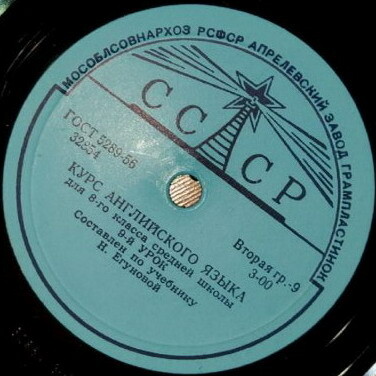 МОСОБЛСОВНАРХОЗ РСФСР АПРЕЛЕВСКИЙ ЗАВОД ГРАМПЛАСТИНОК
СССР
ГОСТ 5289-56
32854
Вторая гр.-9
3-00
КУРС АНГЛИЙСКОГО ЯЗЫКА
для 8-го класса средней школы
9-й УРОК
Составлен по учебнику
Н. Егуновой